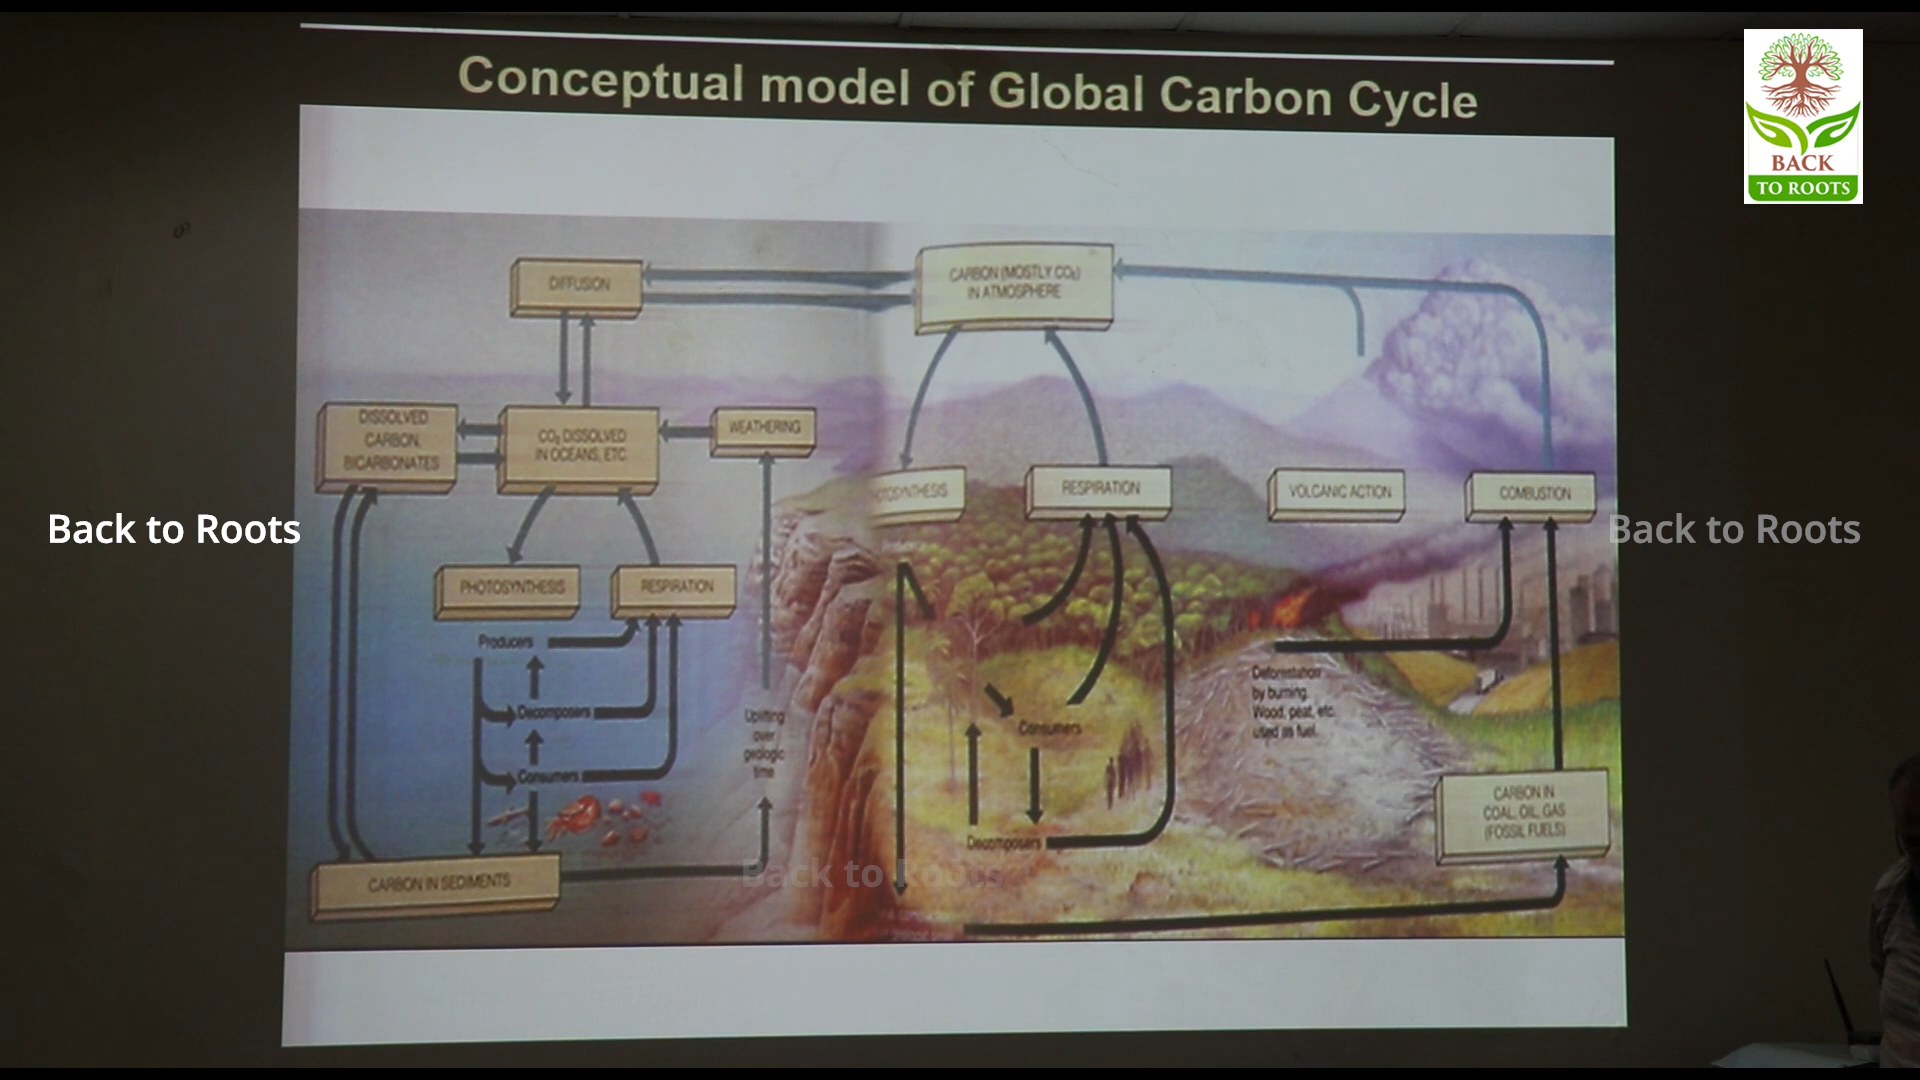 Conceptual model of Global Carbon Cycle
BACK
TO ROOTS
DIFFUSION
CARBON (MOSTLY CO₂)
IN ATMOSPHERE
DISSOLVED
CARBON,
BICARBONATES
CO₂ DISSOLVED
IN OCEANS, ETC.
WEATHERING
PHOTOSYNTHESIS
RESPIRATION
VOLCANIC ACTION
COMBUSTION
Back to Roots
Back to Roots
PHOTOSYNTHESIS
RESPIRATION
Producers
Decomposers
Consumers
Uplifting
over
geologic
time
Consumers
Decomposers
Deforestation
by burning.
Wood, peat, etc.
used as fuel.
CARBON IN
COAL, OIL, GAS
(FOSSIL FUELS)
CARBON IN SEDIMENTS
Back to Roots